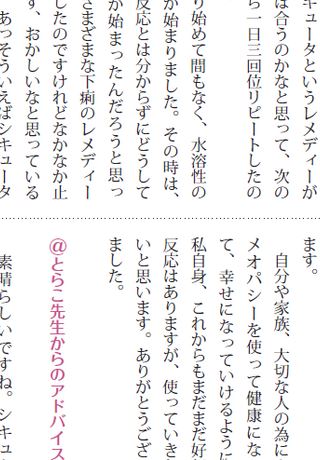 キュータというレメディーが
は合うのかなと思って、次の
ら一日三回位リピートしたの
り始めて間もなく、水溶性の
が始まりました。その時は、
反応とは分からずにどうして
が始まったんだろうと思っ
さまざまな下痢のレメディー
したのですけれどなかなか止
ず、おかしいなと思っている
あっそういえばシキュータ
ます。
自分や家族、大切な人の為に
メオパシーを使って健康にな
て、幸せになっていけるように
私自身、これからもまだまだ好
反応はありますが、使っていき
いと思います。ありがとうござ
ました。
@とらこ先生からのアドバイス
素晴らしいですね。シキュ